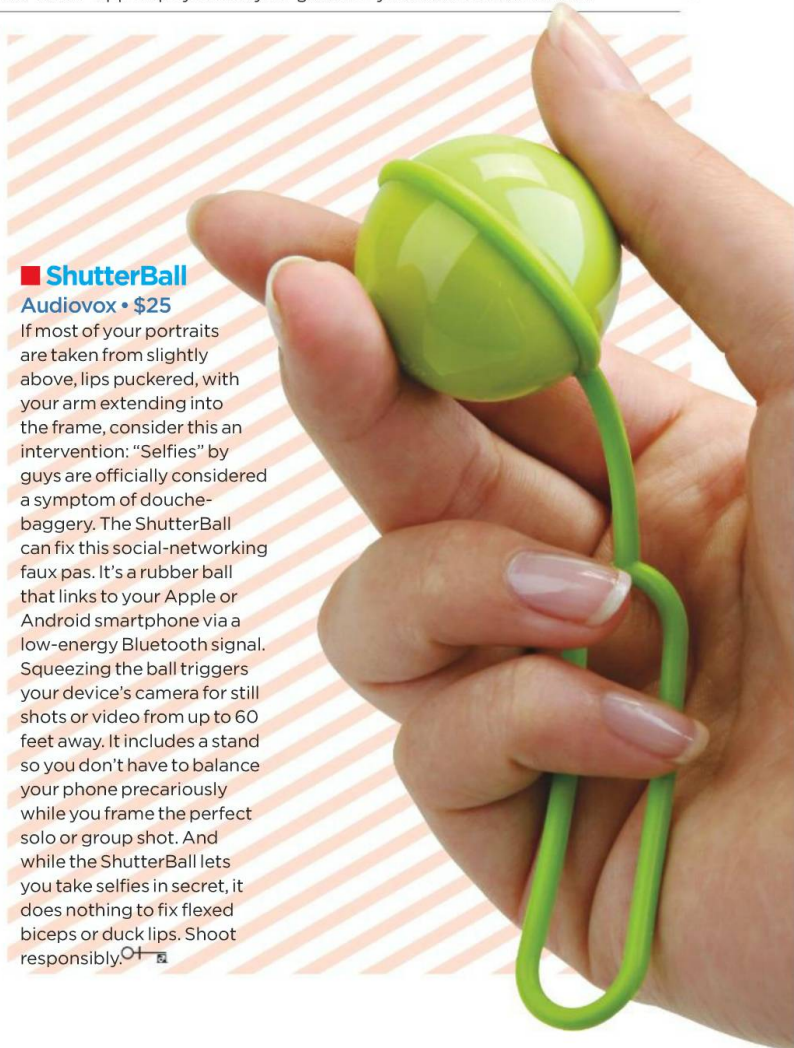 ShutterBall
Audiovox • $25
If most of your portraits
are taken from slightly
above, lips puckered, with
your arm extending into
the frame, consider this an
intervention: “Selfies” by
guys are officially considered
a symptom of douche-
baggery. The ShutterBall
can fix this social-networking
faux pas. It’s a rubber ball
that links to your Apple or
Android smartphone via a
low-energy Bluetooth signal.
Squeezing the ball triggers
your device’s camera for still
shots or video from up to 60
feet away. It includes a stand
so you don’t have to balance
your phone precariously
while you frame the perfect
solo or group shot. And
while the ShutterBall lets
you take selfies in secret, it
does nothing to fix flexed
biceps or duck lips. Shoot
responsibly.